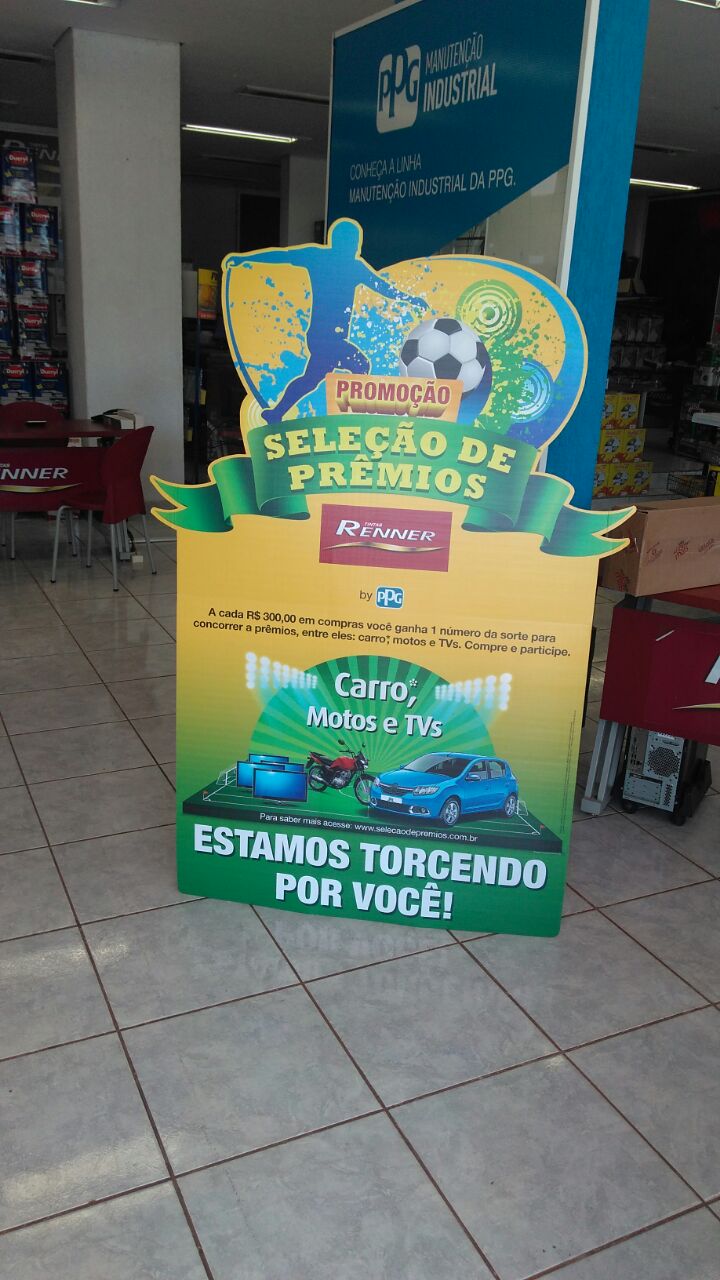 PPG MANUTENÇÃO
INDUSTRIAL
CONHEÇA A LINHA
MANUTENÇÃO INDUSTRIAL DA PPG.
PROMOÇÃO
SELEÇÃO DE
PRÊMIOS
TINTAS
RENNER
by PPG
A cada R$ 300,00 em compras você ganha 1 número da sorte para
concorrer a prêmios, entre eles: carro*, motos e TVs. Compre e participe.
Carro*,
Motos e TVs
Para saber mais acesse: www.selecaodepremios.com.br
ESTAMOS TORCENDO
POR VOCÊ!
RENNER